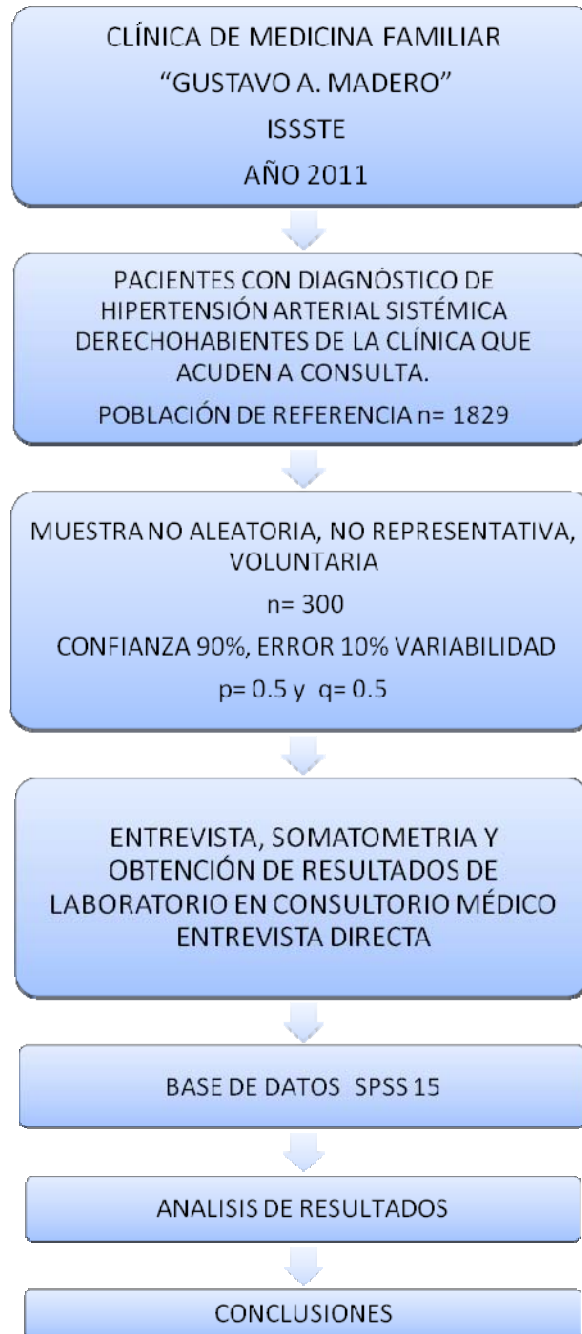 CLÍNICA DE MEDICINA FAMILIAR
“GUSTAVO A. MADERO”
ISSSTE
AÑO 2011
PACIENTES CON DIAGNÓSTICO DE
HIPERTENSIÓN ARTERIAL SISTÉMICA
DERECHOHABIENTES DE LA CLÍNICA QUE
ACUDEN A CONSULTA.
POBLACIÓN DE REFERENCIA n= 1829
MUESTRA NO ALEATORIA, NO REPRESENTATIVA,
VOLUNTARIA
n= 300
CONFIANZA 90%, ERROR 10% VARIABILIDAD
p= 0.5 y q= 0.5
ENTREVISTA, SOMATOMETRIA Y
OBTENCIÓN DE RESULTADOS DE
LABORATORIO EN CONSULTORIO MÉDICO
ENTREVISTA DIRECTA
BASE DE DATOS SPSS 15
ANALISIS DE RESULTADOS
CONCLUSIONES